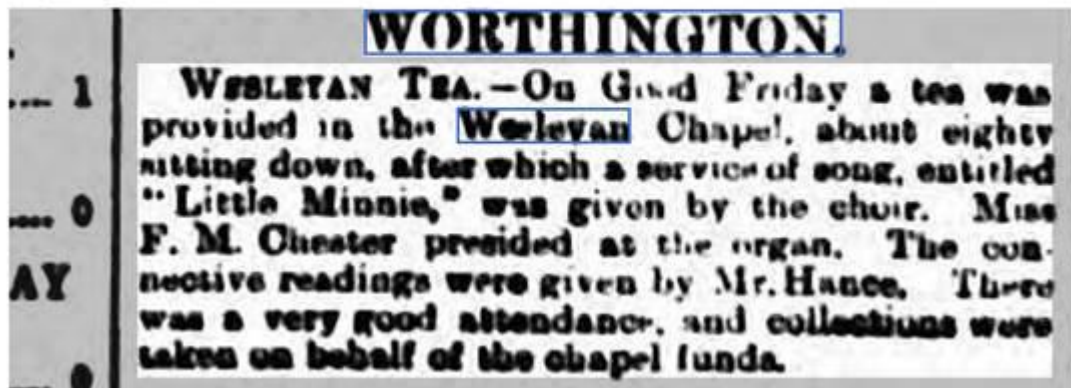 WORTHINGTON.
WESLEYAN TEA.—On Good Friday a tea was
.... 1
provided in the Wesleyan Chapel, about eighty
sitting down, after which a service of song, entitled
"Little Minnie," was given by the choir. Miss
.... 0
F. M. Chester presided at the organ. The con-
nective readings were given by Mr. Hance. There
AY
was a very good attendance, and collections were
taken on behalf of the chapel funds.
.... 0